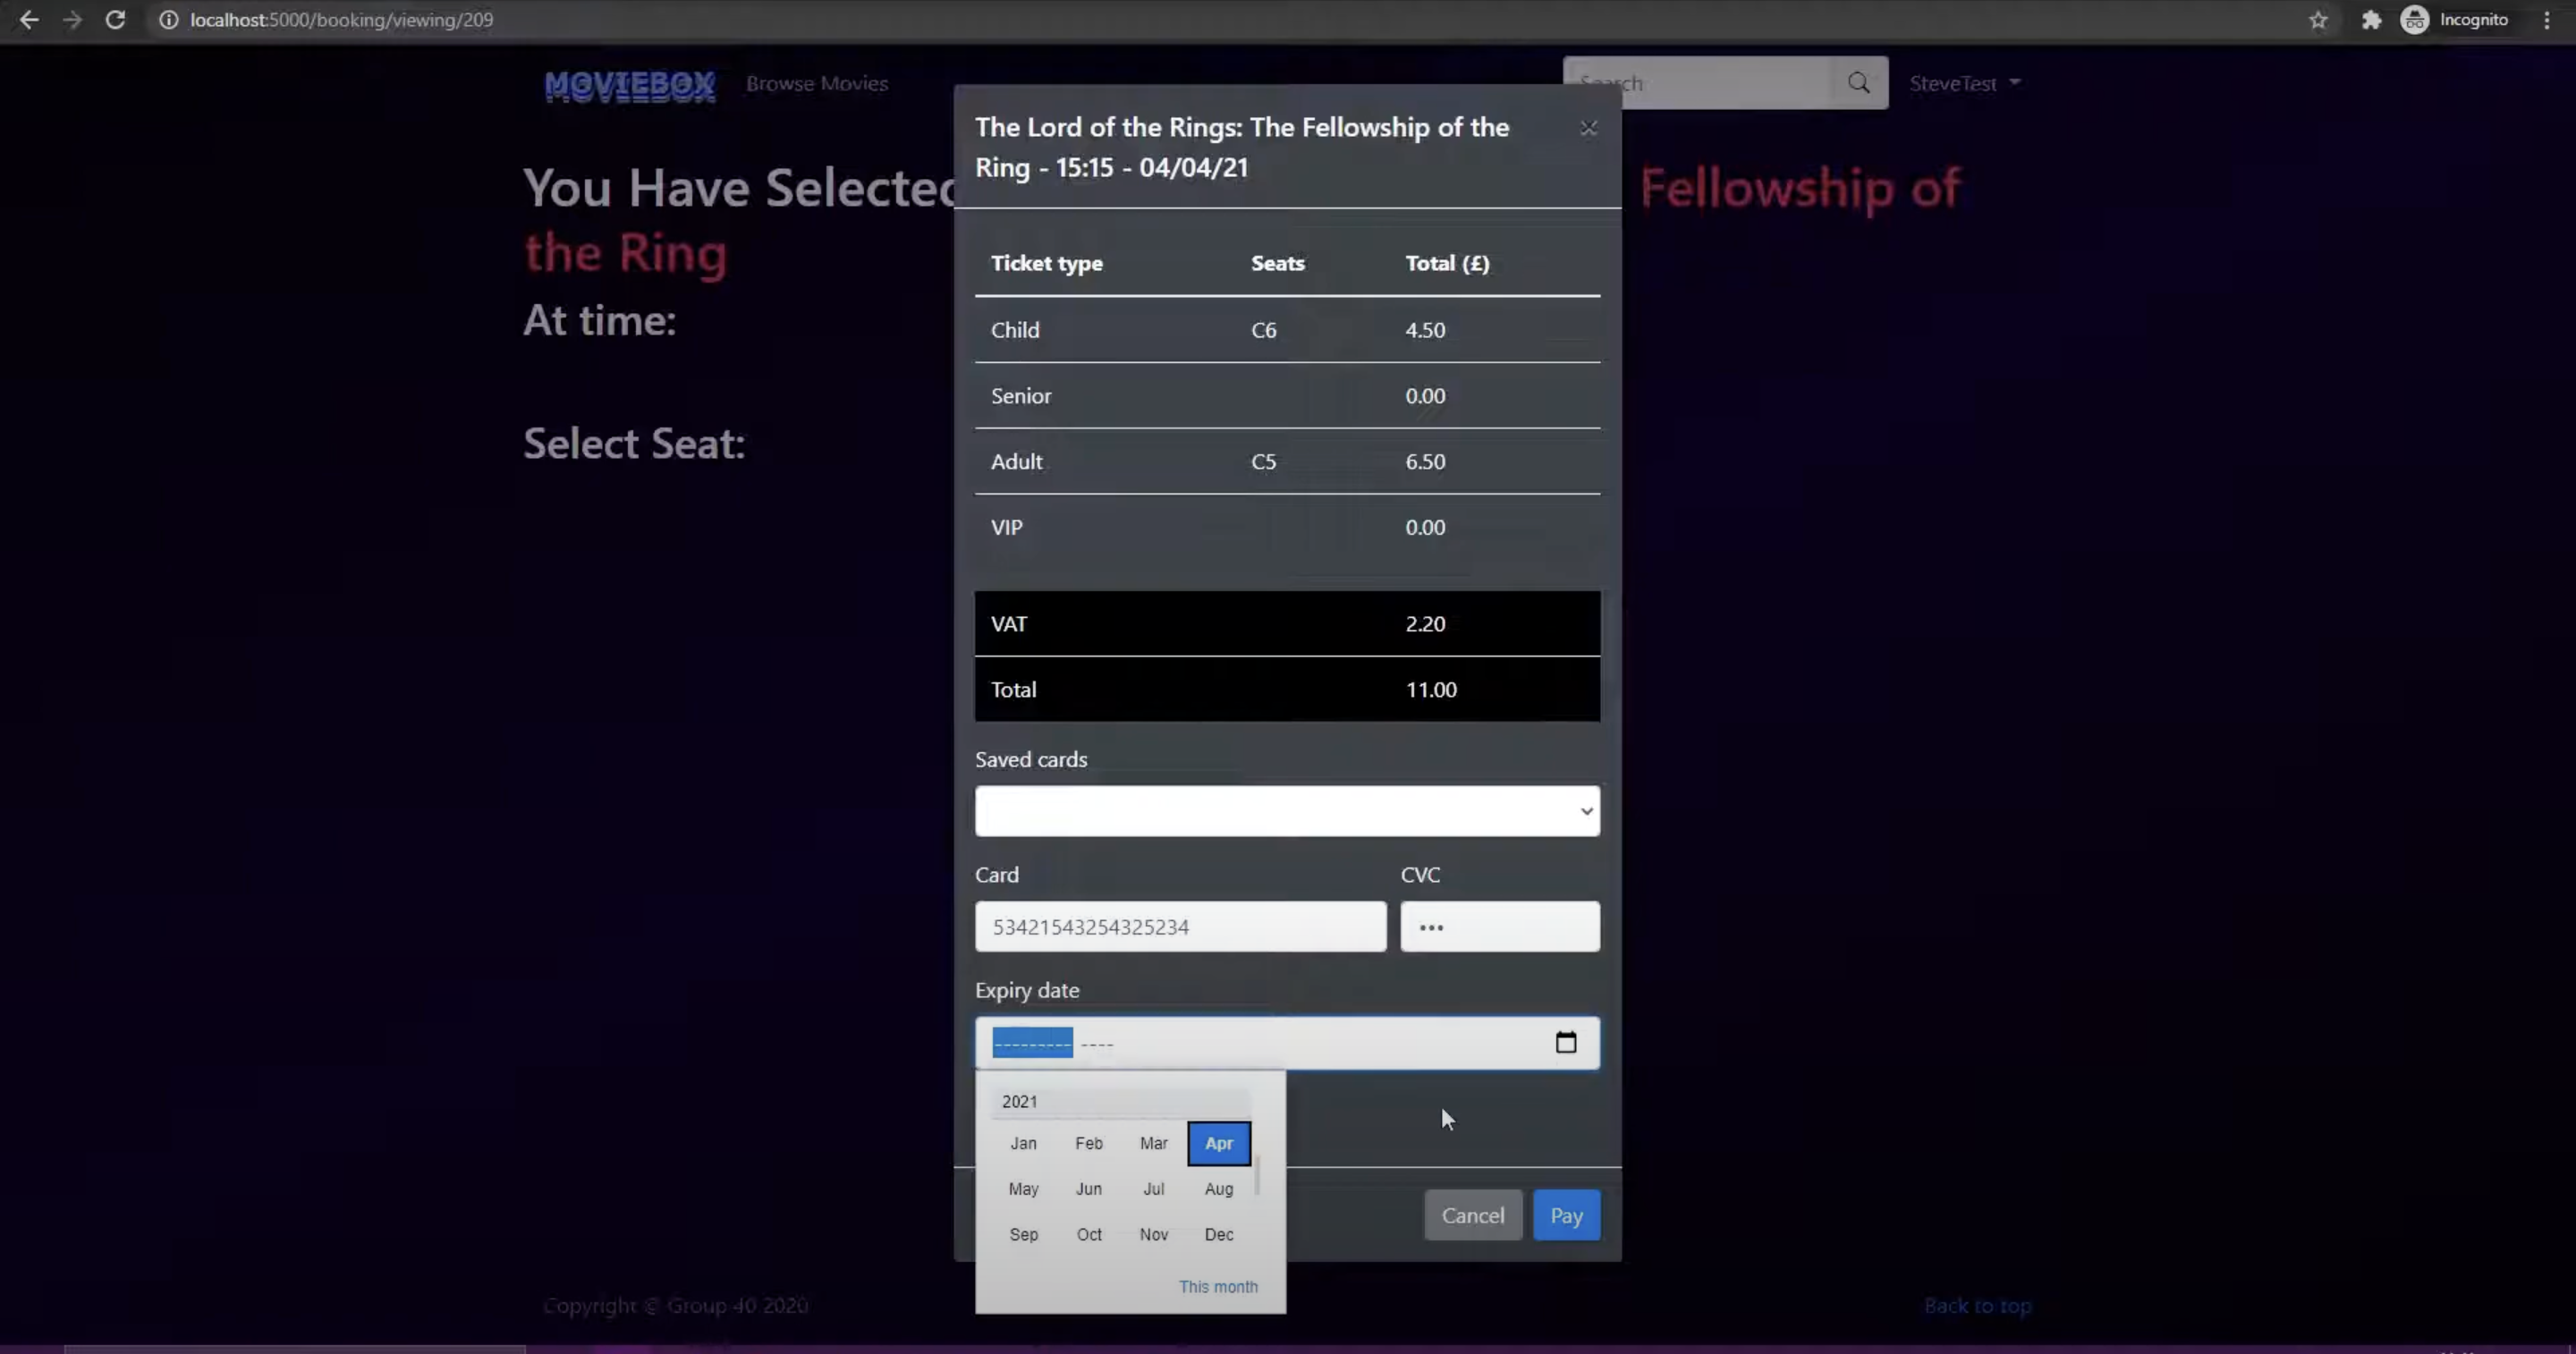 localhost:5000/booking/viewing/209
Incognito
MOVIEBOX
Browse Movies
Search
SteveTest
You Have Selected
Fellowship of
the Ring
At time:
Select Seat:
The Lord of the Rings: The Fellowship of the
Ring - 15:15 - 04/04/21
Ticket type Seats Total (£)
Child C6 4.50
Senior 0.00
Adult C5 6.50
VIP 0.00
VAT 2.20
Total 11.00
Saved cards
Card CVC
53421543254325234 •••
Expiry date
--------- ----
2021
Jan Feb Mar Apr
May Jun Jul Aug
Sep Oct Nov Dec
This month
Cancel Pay
Copyright © Group 40 2020
Back to top